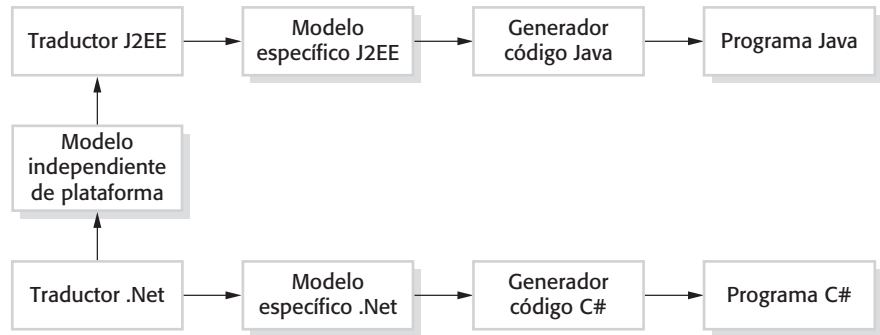 Traductor J2EE
Modelo
específico J2EE
Generador
código Java
Programa Java
Modelo
independiente
de plataforma
Traductor .Net
Modelo
específico .Net
Generador
código C#
Programa C#